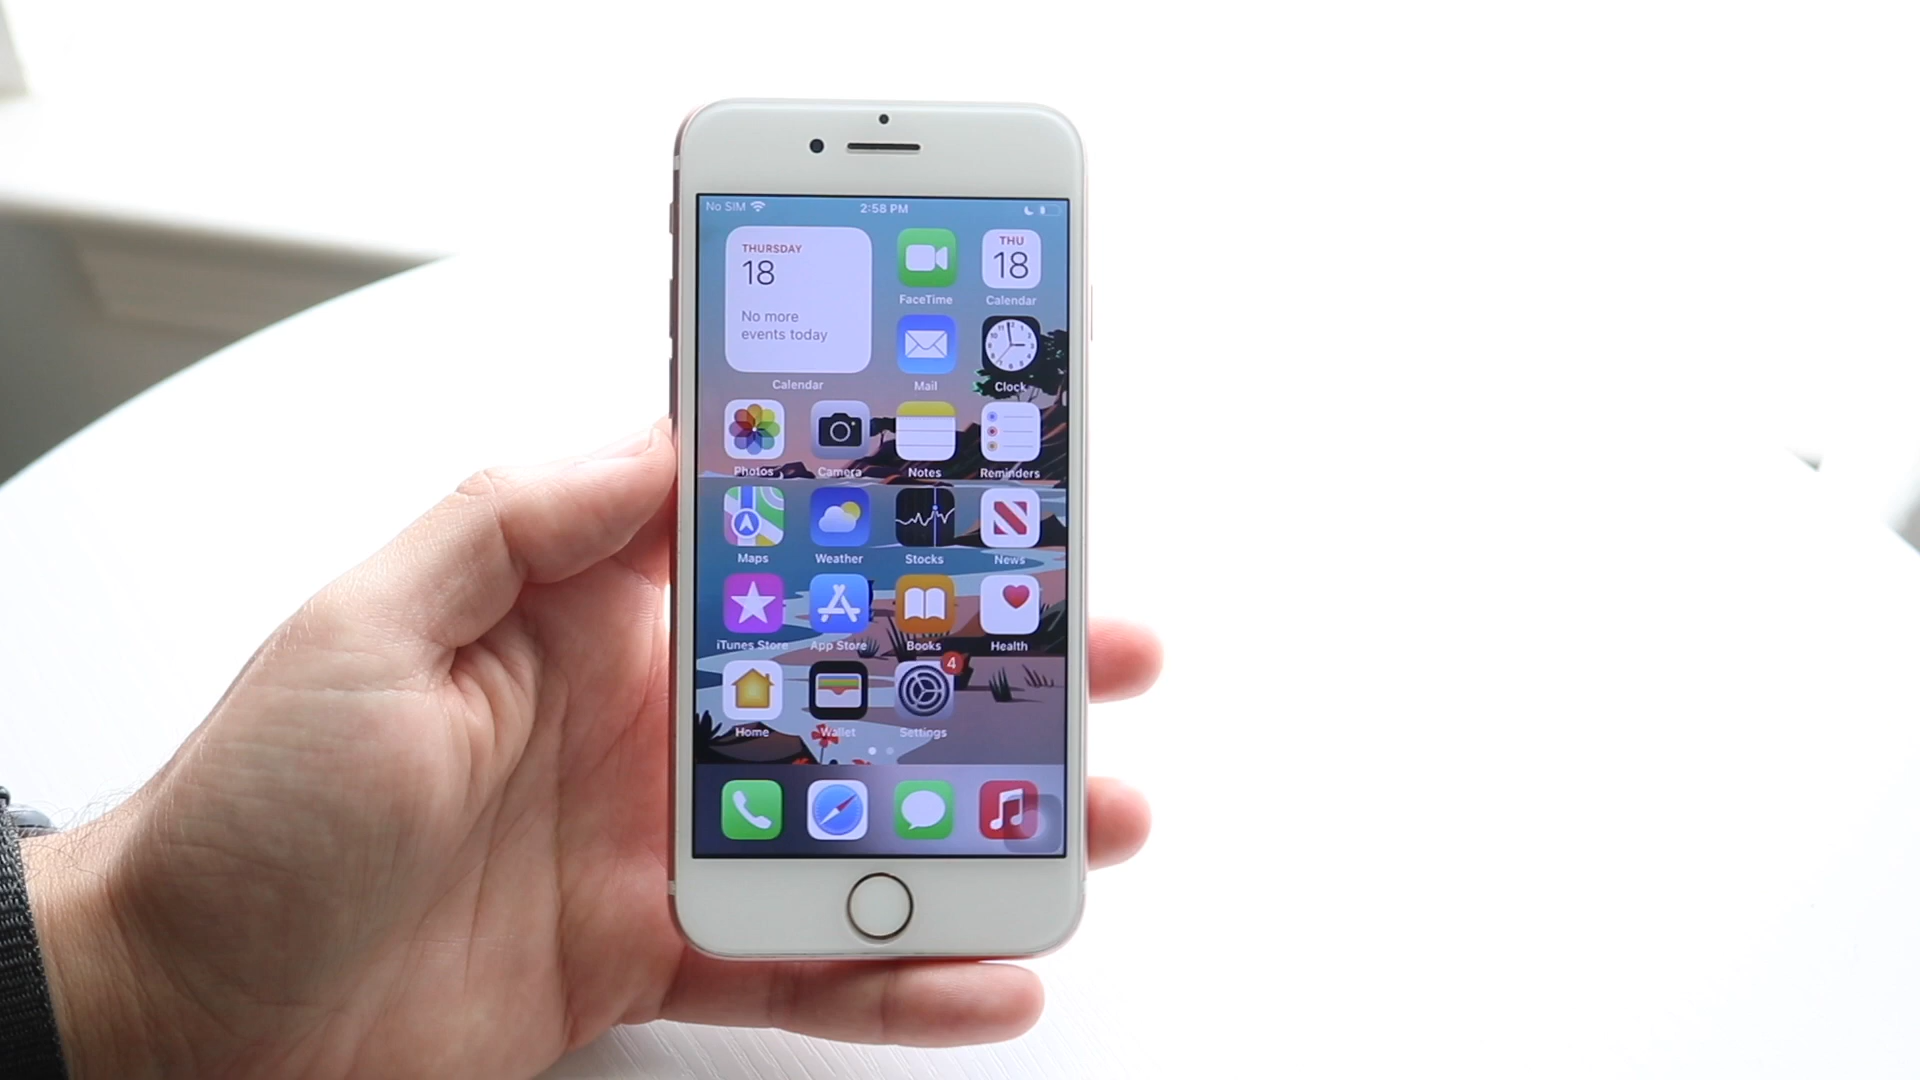 No SIM 2:58 PM
THURSDAY
18
No more
events today
Calendar
FaceTime
THU
18
Calendar
Mail
Clock
Photos Camera Notes Reminders
Maps Weather Stocks News
iTunes Store App Store Books Health
4
Home Wallet Settings